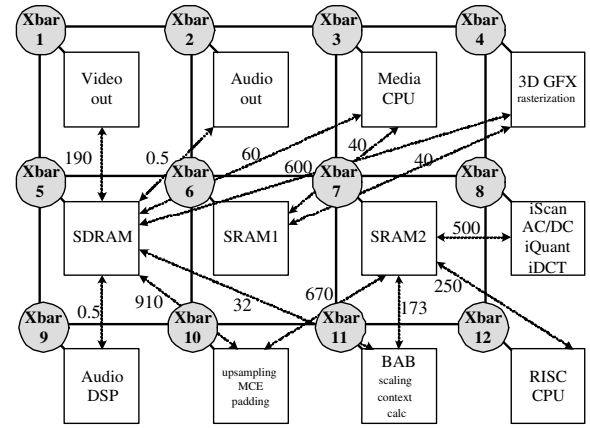 Xbar
1
Xbar
2
Xbar
3
Xbar
4
Video
out
Audio
out
Media
CPU
3D GFX
rasterization
190
0.5
60
600
40
40
Xbar
5
Xbar
6
Xbar
7
Xbar
8
SDRAM
SRAM1
SRAM2
500
iScan
AC/DC
iQuant
iDCT
0.5
910
32
670
173
250
Xbar
9
Xbar
10
Xbar
11
Xbar
12
Audio
DSP
upsampling
MCE
padding
BAB
scaling
context
calc
RISC
CPU